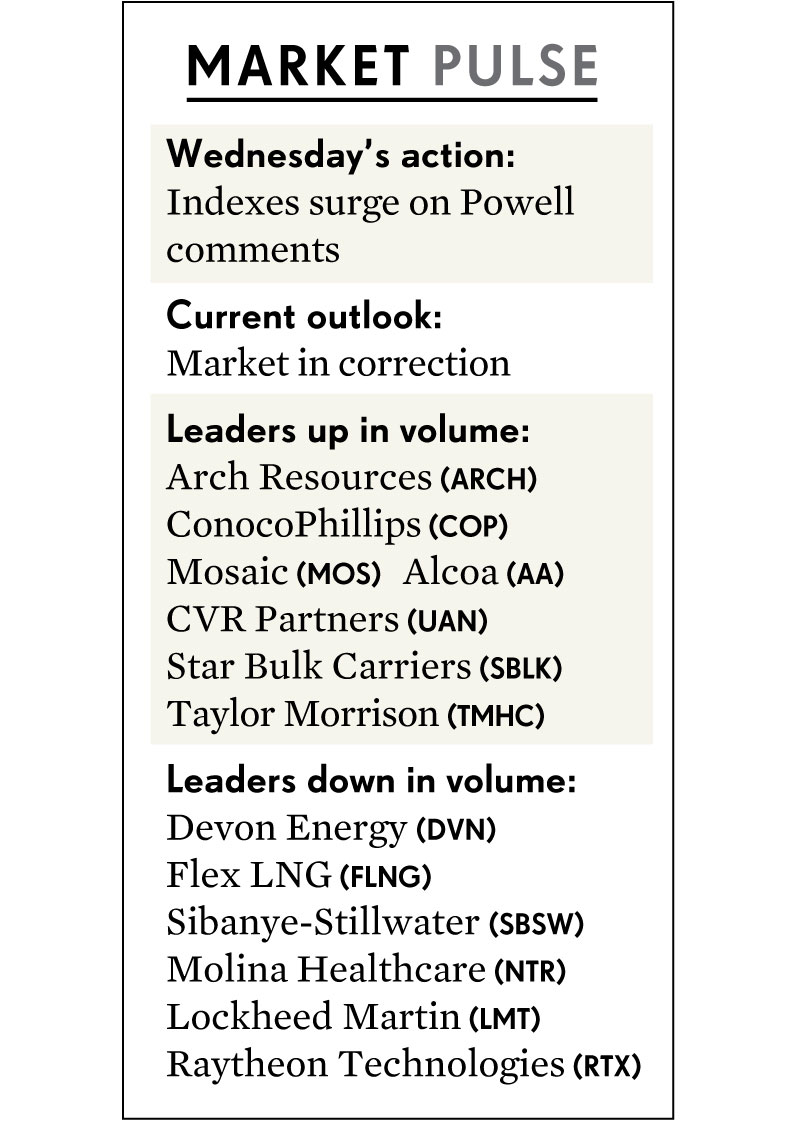 MARKET PULSE
Wednesday's action:
Indexes surge on Powell
comments
Current outlook:
Market in correction
Leaders up in volume:
Arch Resources (ARCH)
ConocoPhillips (COP)
Mosaic (MOS) Alcoa (AA)
CVR Partners (UAN)
Star Bulk Carriers (SBLK)
Taylor Morrison (TMHC)
Leaders down in volume:
Devon Energy (DVN)
Flex LNG (FLNG)
Sibanye-Stillwater (SBSW)
Molina Healthcare (NTR)
Lockheed Martin (LMT)
Raytheon Technologies (RTX)